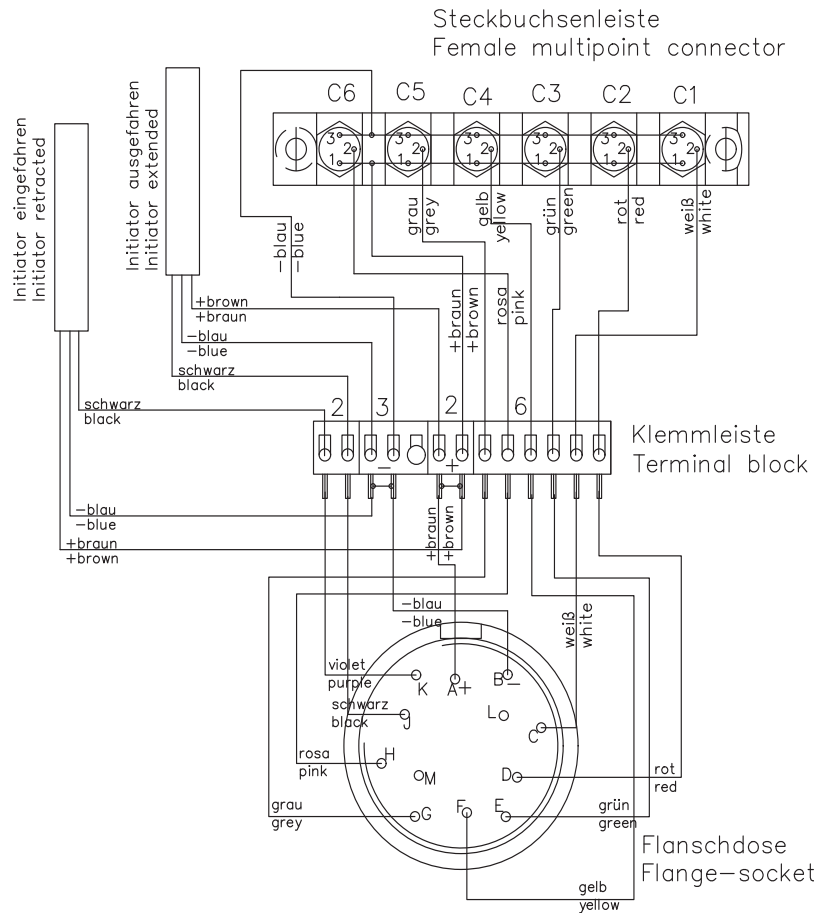 Steckbuchsenleiste
Female multipoint connector
C6 C5 C4 C3 C2 C1
3 3 3 3 3 3
2 2 2 2 2 2
1 1 1 1 1 1
Initiator eingefahren
Initiator retracted
Initiator ausgefahren
Initiator extended
-blau
-blue
grau
grey
gelb
yellow
grün
green
rot
red
weiß
white
+braun
+brown
rosa
pink
+brown
+braun
-blau
-blue
schwarz
black
schwarz
black
2 3 2 6
- +
Klemmleiste
Terminal block
-blau
-blue
+braun
+brown
+braun
+brown
-blau
-blue
weiß
white
violet
purple
schwarz
black
rosa
pink
grau
grey
K A+ B-
J L C
H M D
G F E
rot
red
grün
green
gelb
yellow
Flanschdose
Flange-socket